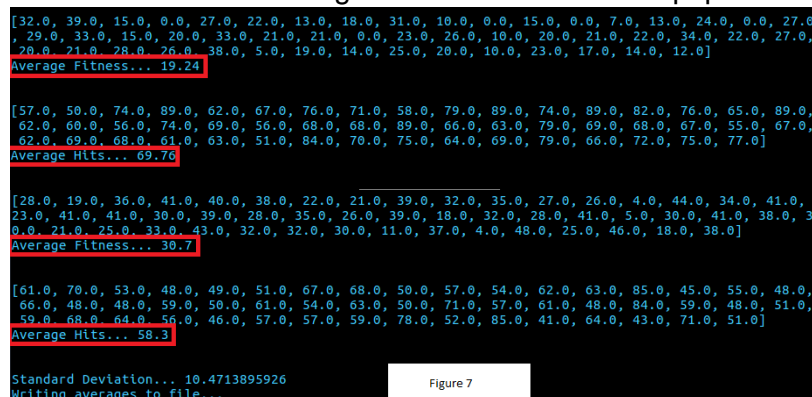 [32.0, 39.0, 15.0, 0.0, 27.0, 22.0, 13.0, 18.0, 31.0, 10.0, 0.0, 15.0, 0.0, 7.0, 13.0, 24.0, 0.0, 27.0
, 29.0, 33.0, 15.0, 20.0, 33.0, 21.0, 21.0, 0.0, 23.0, 26.0, 10.0, 20.0, 21.0, 22.0, 34.0, 22.0, 27.0,
20.0, 21.0, 28.0, 26.0, 38.0, 5.0, 19.0, 14.0, 25.0, 20.0, 10.0, 23.0, 17.0, 14.0, 12.0]
Average Fitness... 19.24
[57.0, 50.0, 74.0, 89.0, 62.0, 67.0, 76.0, 71.0, 58.0, 79.0, 89.0, 74.0, 89.0, 82.0, 76.0, 65.0, 89.0,
62.0, 60.0, 56.0, 74.0, 69.0, 56.0, 68.0, 68.0, 89.0, 66.0, 63.0, 79.0, 69.0, 68.0, 67.0, 55.0, 67.0,
62.0, 69.0, 68.0, 61.0, 63.0, 51.0, 84.0, 70.0, 75.0, 64.0, 69.0, 79.0, 66.0, 72.0, 75.0, 77.0]
Average Hits... 69.76
[28.0, 19.0, 36.0, 41.0, 40.0, 38.0, 22.0, 21.0, 39.0, 32.0, 35.0, 27.0, 26.0, 4.0, 44.0, 34.0, 41.0,
23.0, 41.0, 41.0, 30.0, 39.0, 28.0, 35.0, 26.0, 39.0, 18.0, 32.0, 28.0, 41.0, 5.0, 30.0, 41.0, 38.0, 3
0.0, 21.0, 25.0, 33.0, 43.0, 32.0, 32.0, 30.0, 11.0, 37.0, 4.0, 48.0, 25.0, 46.0, 18.0, 38.0]
Average Fitness... 30.7
[61.0, 70.0, 53.0, 48.0, 49.0, 51.0, 67.0, 68.0, 50.0, 57.0, 54.0, 62.0, 63.0, 85.0, 45.0, 55.0, 48.0,
66.0, 48.0, 48.0, 59.0, 50.0, 61.0, 54.0, 63.0, 50.0, 71.0, 57.0, 61.0, 48.0, 84.0, 59.0, 48.0, 51.0,
59.0, 68.0, 64.0, 56.0, 46.0, 57.0, 57.0, 59.0, 78.0, 52.0, 85.0, 41.0, 64.0, 43.0, 71.0, 51.0]
Average Hits... 58.3
Standard Deviation... 10.4713895926
Figure 7
Writing averages to file...